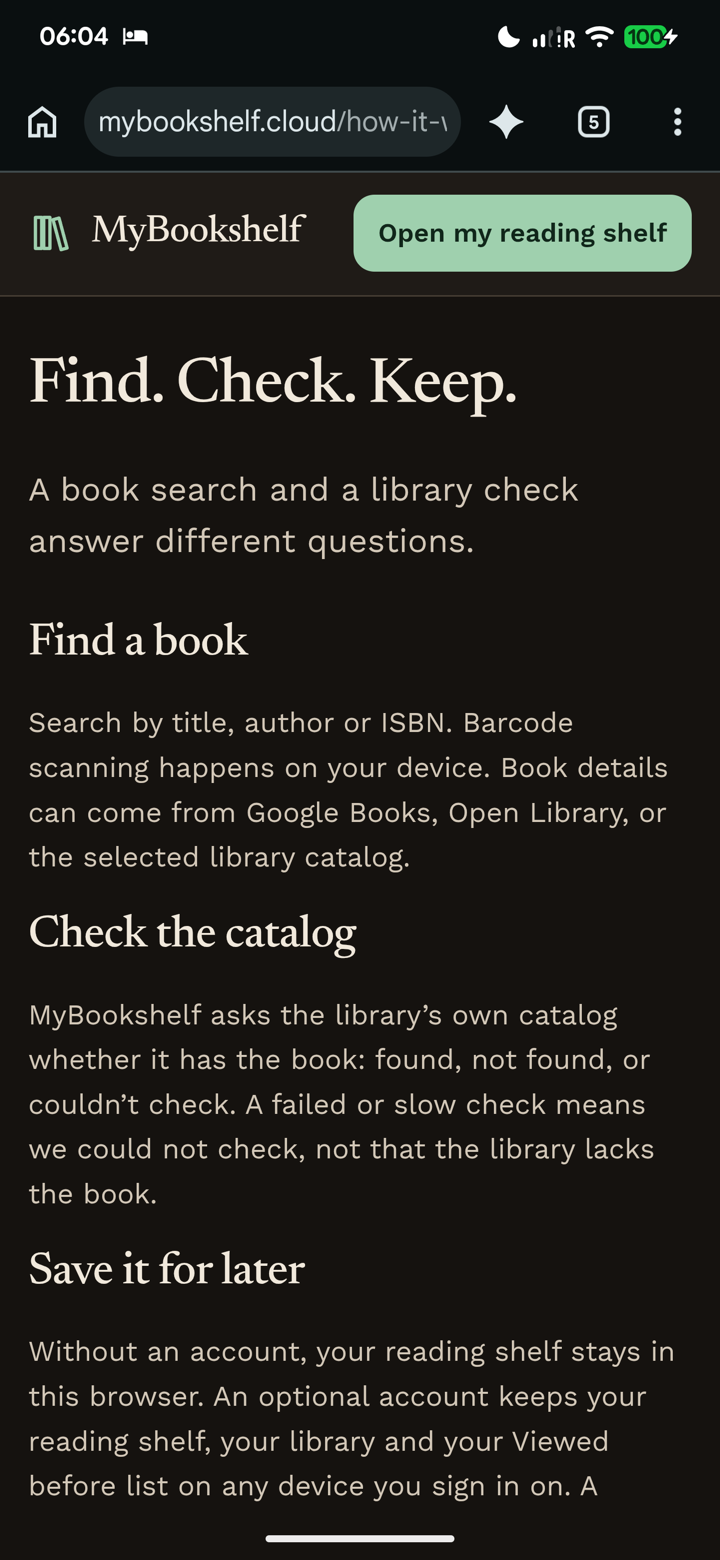 06:04
R
100
mybookshelf.cloud/how-it-
5
MyBookshelf
Open my reading shelf
Find. Check. Keep.
A book search and a library check
answer different questions.
Find a book
Search by title, author or ISBN. Barcode
scanning happens on your device. Book details
can come from Google Books, Open Library, or
the selected library catalog.
Check the catalog
MyBookshelf asks the library’s own catalog
whether it has the book: found, not found, or
couldn’t check. A failed or slow check means
we could not check, not that the library lacks
the book.
Save it for later
Without an account, your reading shelf stays in
this browser. An optional account keeps your
reading shelf, your library and your Viewed
before list on any device you sign in on. A